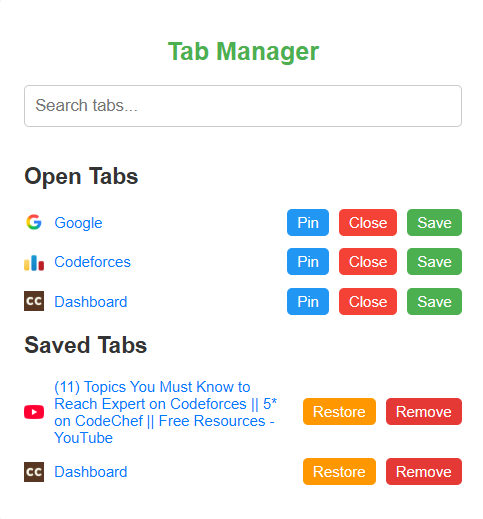 Tab Manager
Search tabs...
Open Tabs
Google Pin Close Save
Codeforces Pin Close Save
cc Dashboard Pin Close Save
Saved Tabs
(11) Topics You Must Know to
Reach Expert on Codeforces || 5*
on CodeChef || Free Resources -
YouTube
Restore Remove
cc Dashboard Restore Remove